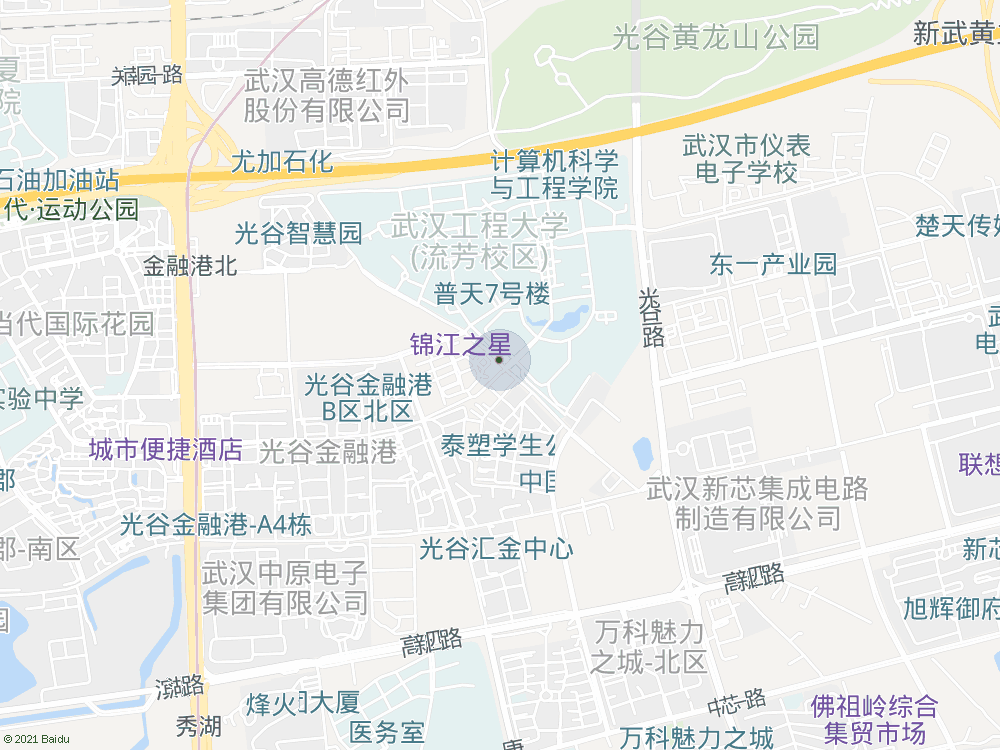 光谷黄龙山公园
新武黄
关南园一路
武汉高德红外
股份有限公司
武汉市仪表
电子学校
尤加石化
计算机科学
与工程学院
石油加油站
代·运动公园
武汉工程大学
(流芳校区)
楚天传媒
光谷智慧园
金融港北
东一产业园
普天7号楼
光谷一路
当代国际花园
锦江之星
光谷金融港
B区北区
实验中学
城市便捷酒店
光谷金融港
泰塑学生公
联想
中国
武汉新芯集成电路
制造有限公司
光谷金融港-A4栋
郡-南区
光谷汇金中心
新芯
武汉中原电子
集团有限公司
高新四路
旭辉御府
万科魅力
之城-北区
高新四路
滨湖路
烽火
大厦
中芯一路
佛祖岭综合
集贸市场
秀湖
医务室
万科魅力之城
© 2021 Baidu